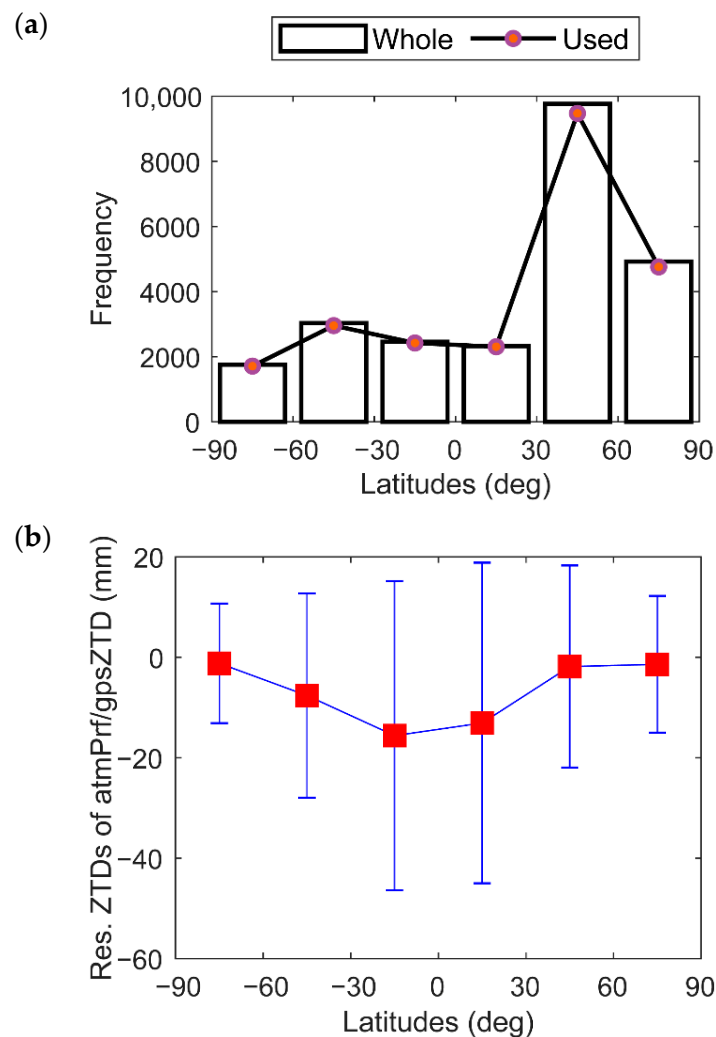 (a)
Whole Used
10,000
8000
6000
4000
2000
0
Frequency
−90 −60 −30 0 30 60 90
Latitudes (deg)
(b)
20
0
−20
−40
−60
Res. ZTDs of atmPrf/gpsZTD (mm)
−90 −60 −30 0 30 60 90
Latitudes (deg)